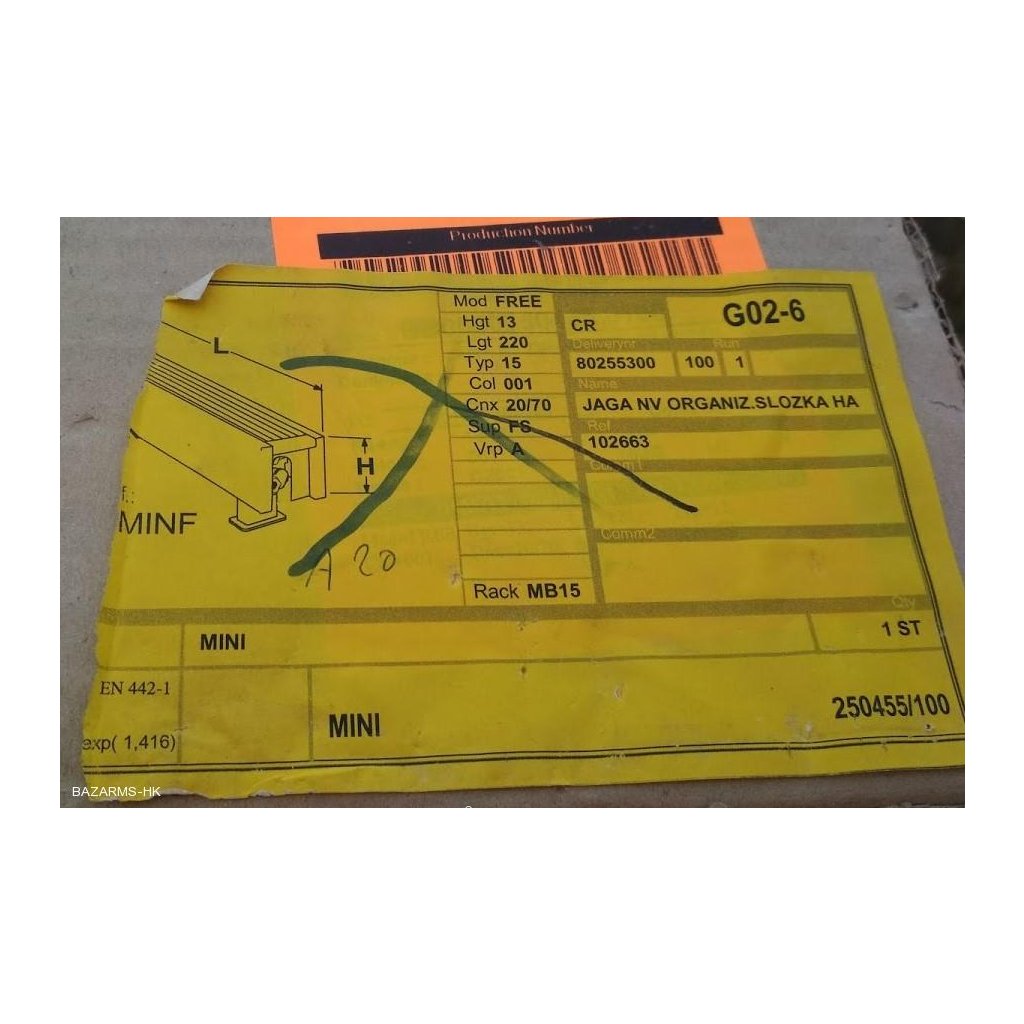 Production Number
Mod FREE
Hgt 13
Lgt 220
Typ 15
Col 001
Cnx 20/70
Sup FS
Vrp A
Rack MB15
CR
G02-6
Deliverynr
Run
80255300 100 1
Name
JAGA NV ORGANIZ.SLOZKA HA
Ref
102663
Comm1
Comm2
L
H
f.:
MINF
A 20
Qty
MINI
1 ST
EN 442-1
exp( 1,416)
MINI
250455/100
BAZARMS-HK